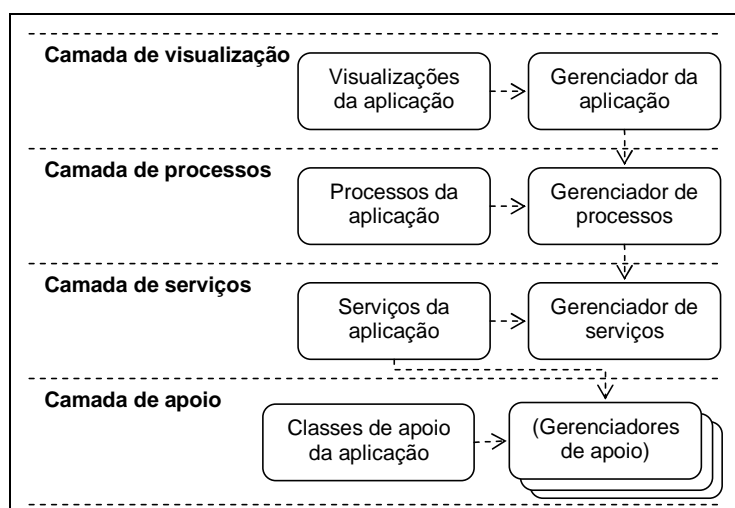 Camada de visualização
Visualizações
da aplicação
Gerenciador da
aplicação
Camada de processos
Processos da
aplicação
Gerenciador de
processos
Camada de serviços
Serviços da
aplicação
Gerenciador de
serviços
Camada de apoio
Classes de apoio
da aplicação
(Gerenciadores
de apoio)